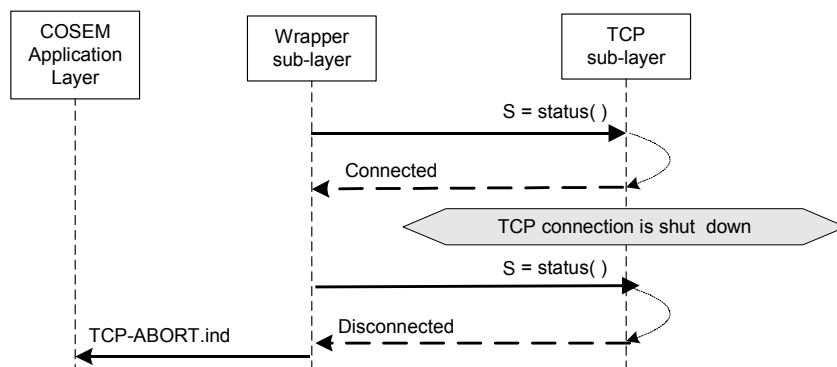 COSEM
Application
Layer
Wrapper
sub-layer
TCP
sub-layer
S = status( )
Connected
TCP connection is shut down
S = status( )
Disconnected
TCP-ABORT.ind